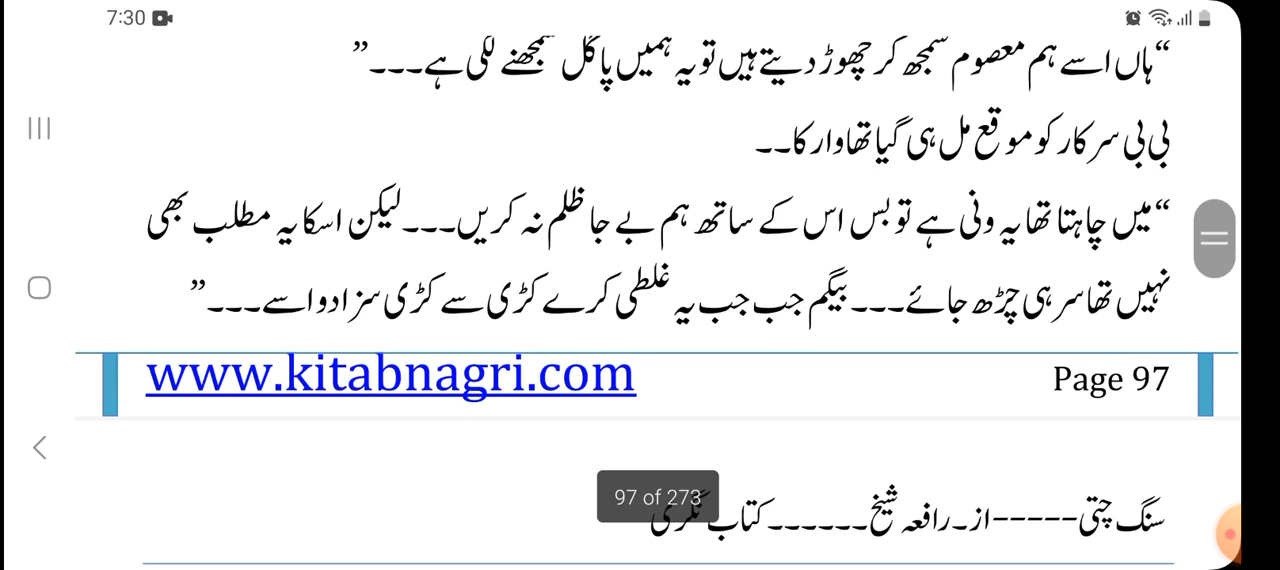 7:30
“ہاں اسے ہم معصوم سمجھ کر چھوڑ دیتے ہیں تو یہ ہمیں پاگل سمجھنے لگی ہے۔۔۔”
بی بی سرکار کو موقع مل ہی گیا تھا وار کا۔۔
“میں چاہتا تھا یہ ونی ہے تو بس اس کے ساتھ ہم بے جا ظلم نہ کریں۔۔۔ لیکن اسکا یہ مطلب بھی
نہیں تھا سر ہی چڑھ جائے۔۔۔ بیگم جب جب یہ غلطی کرے کڑی سے کڑی سزا دو اسے۔۔۔”
www.kitabnagri.com Page 97
97 of 273
سنگ چتی-----از۔رافعہ شیخ۔۔۔۔۔۔ کتاب نگری